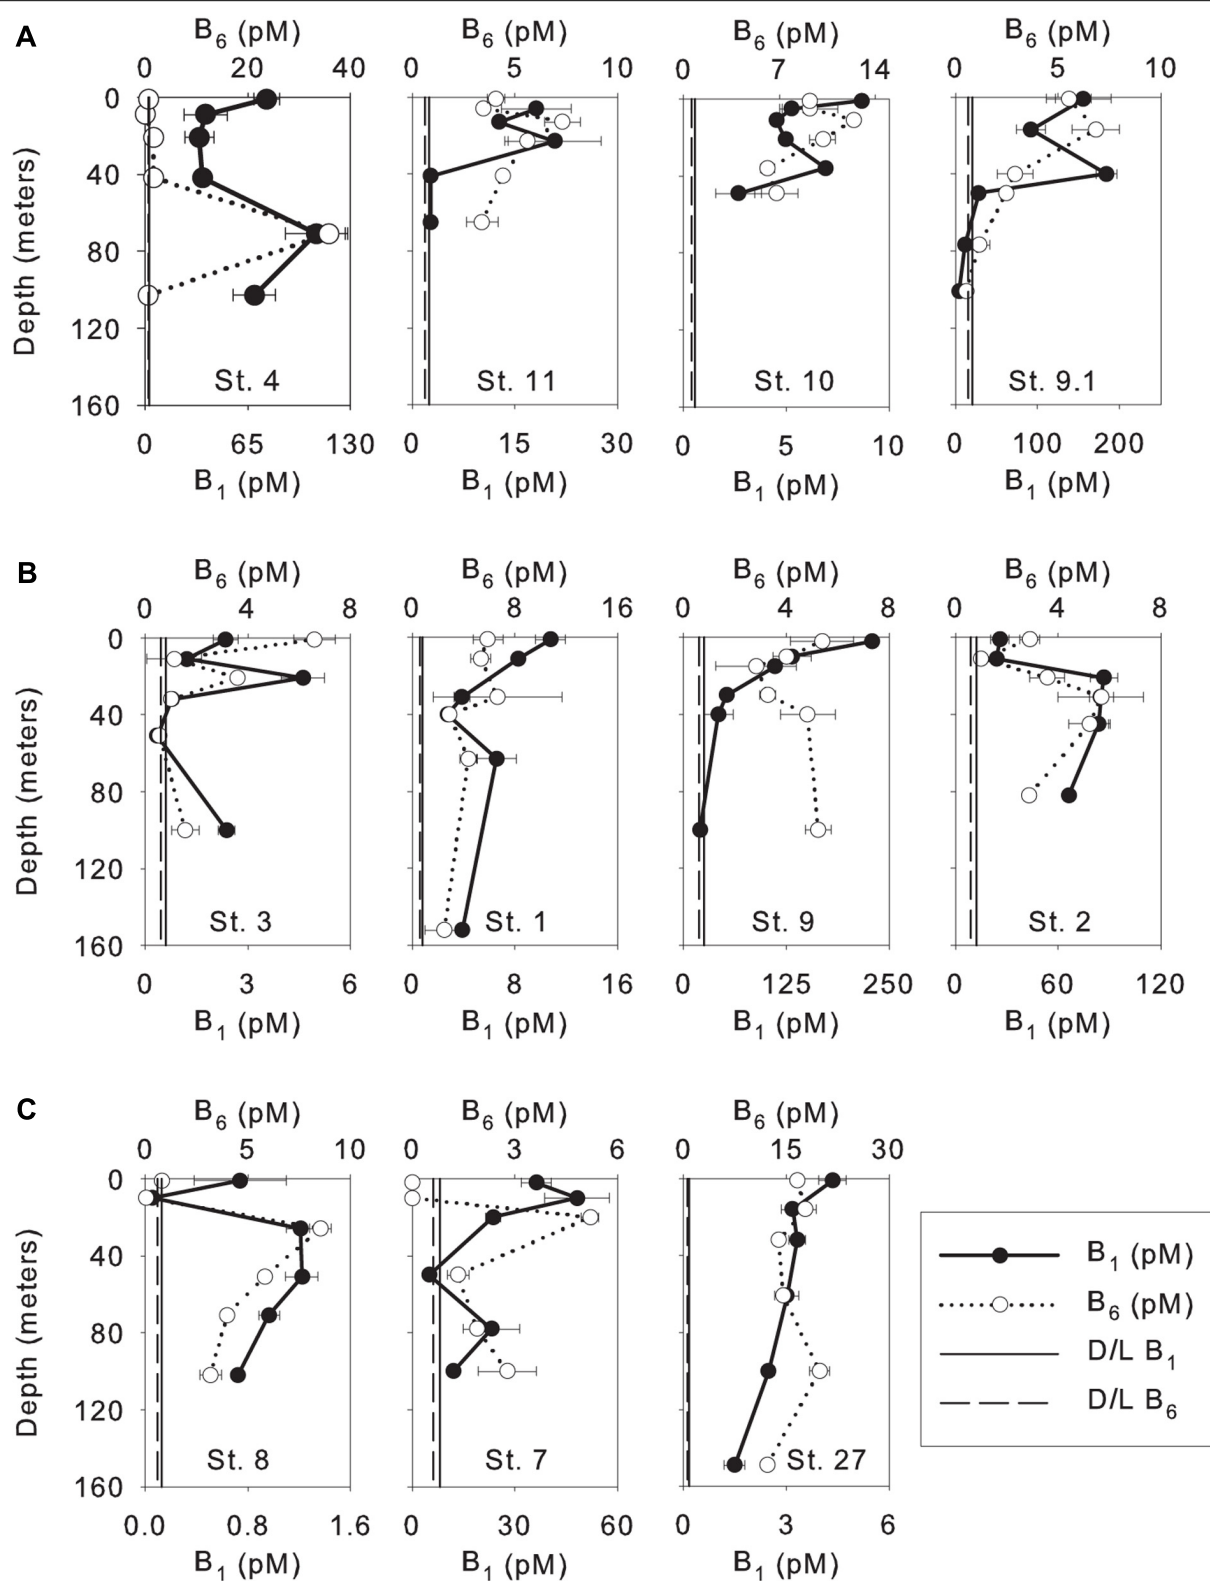 A
B6 (pM) B6 (pM) B6 (pM) B6 (pM)
0 20 40 0 5 10 0 7 14 0 5 10
0
40
80
120
160
Depth (meters)
St. 4 St. 11 St. 10 St. 9.1
0 65 130 0 15 30 0 5 10 0 100 200
B1 (pM) B1 (pM) B1 (pM) B1 (pM)
B
B6 (pM) B6 (pM) B6 (pM) B6 (pM)
0 4 8 0 8 16 0 4 8 0 4 8
0
40
80
120
160
Depth (meters)
St. 3 St. 1 St. 9 St. 2
0 3 6 0 8 16 0 125 250 0 60 120
B1 (pM) B1 (pM) B1 (pM) B1 (pM)
C
B6 (pM) B6 (pM) B6 (pM)
0 5 10 0 3 6 0 15 30
0
40
80
120
160
Depth (meters)
St. 8 St. 7 St. 27
0.0 0.8 1.6 0 30 60 0 3 6
B1 (pM) B1 (pM) B1 (pM)
B1 (pM)
B6 (pM)
D/L B1
D/L B6